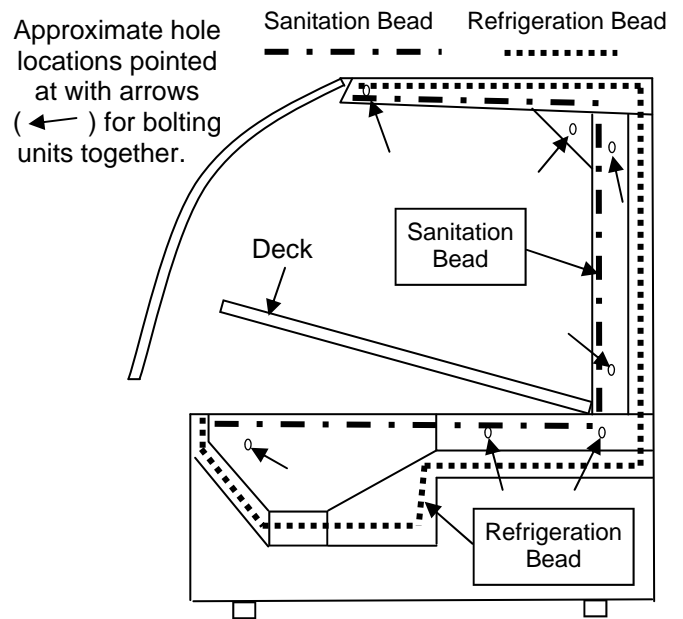 Approximate hole
locations pointed
at with arrows
( ) for bolting
units together.
Sanitation Bead
Refrigeration Bead
Sanitation
Bead
Deck
Refrigeration
Bead